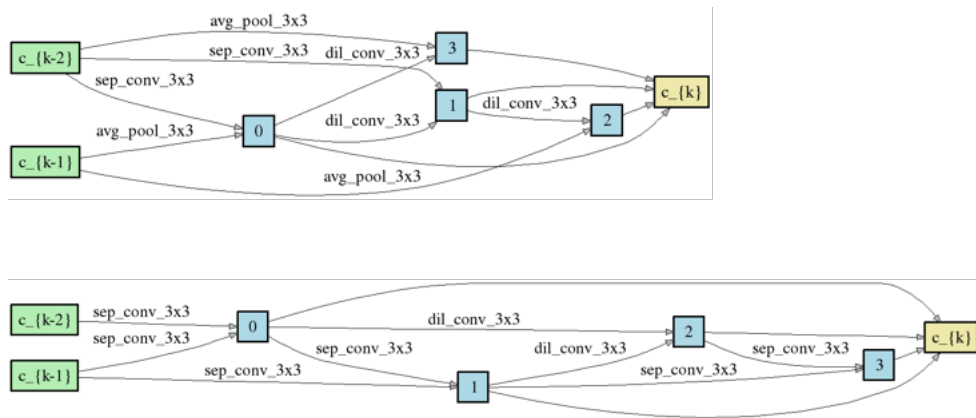 avg_pool_3x3
c_{k-2}
sep_conv_3x3
dil_conv_3x3
3
sep_conv_3x3
c_{k}
1
dil_conv_3x3
2
avg_pool_3x3
0
dil_conv_3x3
c_{k-1}
avg_pool_3x3
c_{k-2}
sep_conv_3x3
0
dil_conv_3x3
2
c_{k}
sep_conv_3x3
sep_conv_3x3
dil_conv_3x3
sep_conv_3x3
3
c_{k-1}
sep_conv_3x3
1
sep_conv_3x3